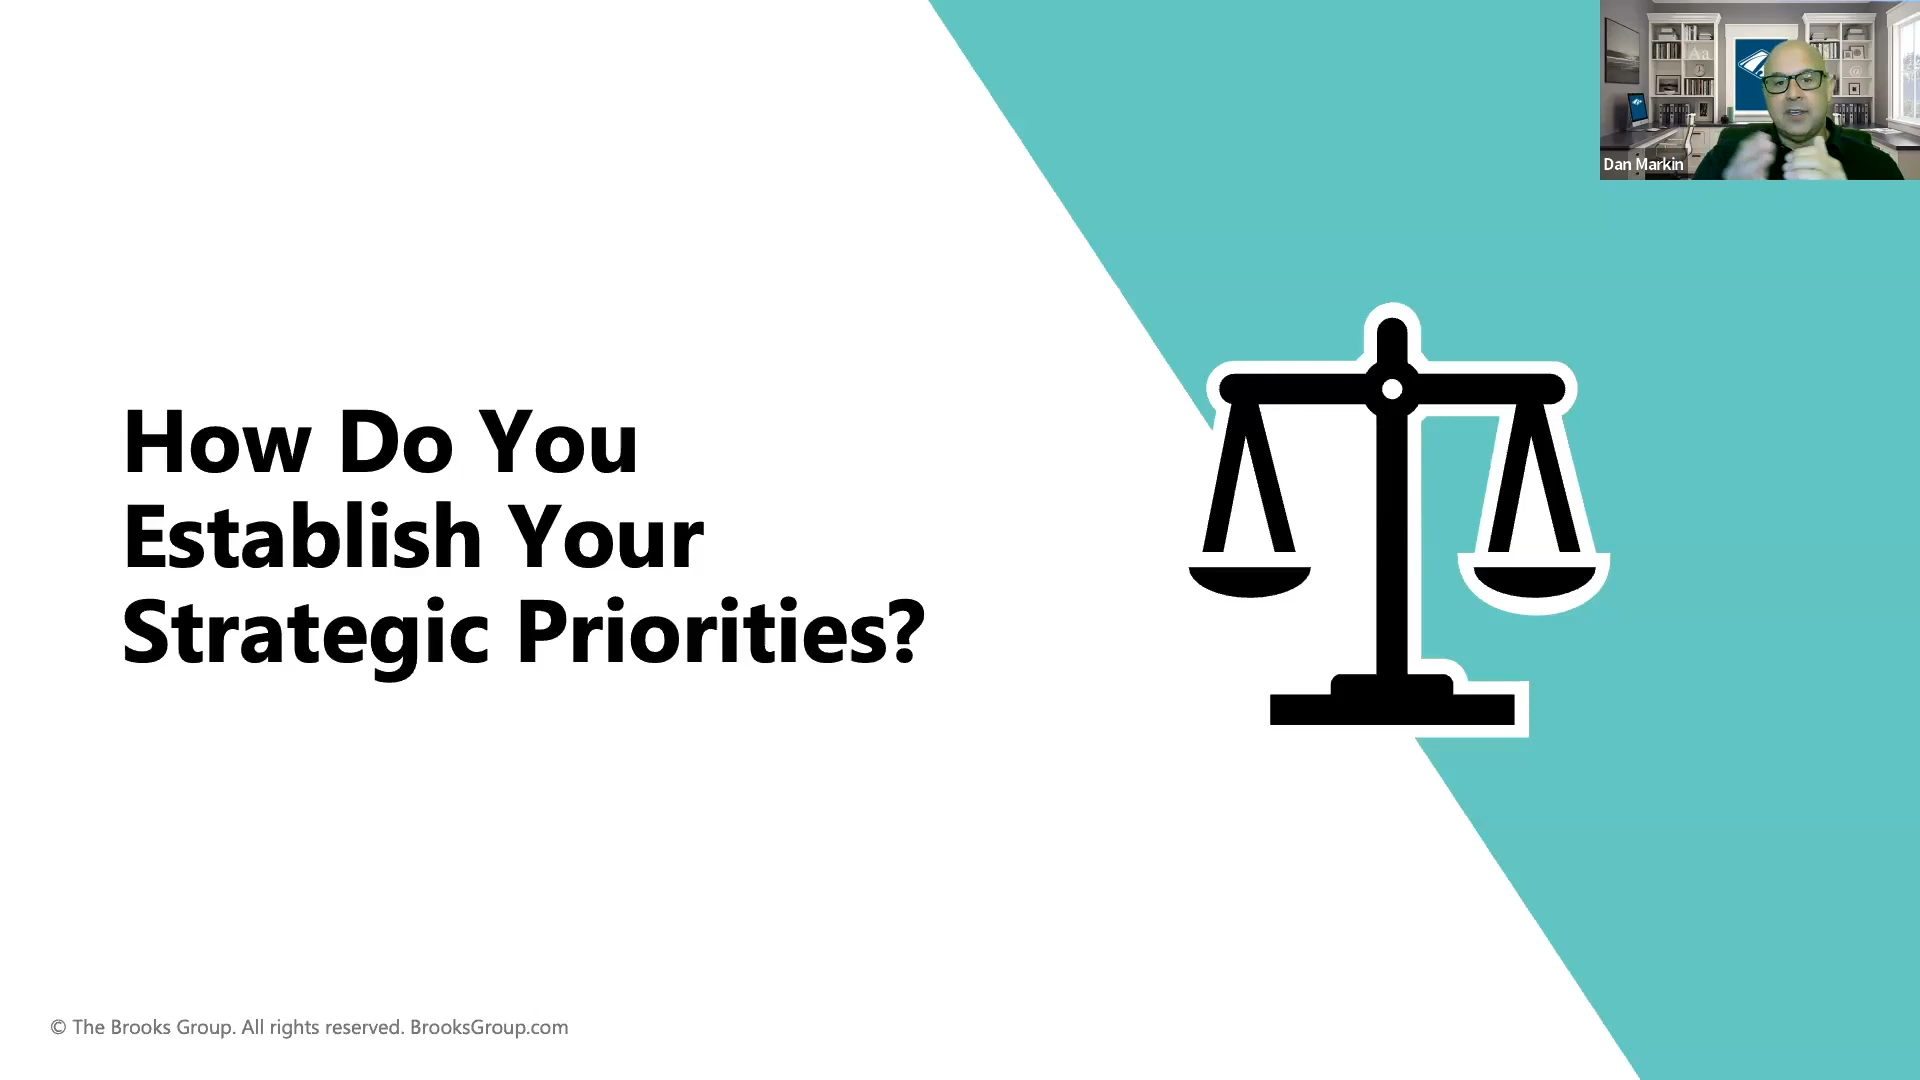 Dan Markin
How Do You
Establish Your
Strategic Priorities?
© The Brooks Group. All rights reserved. BrooksGroup.com